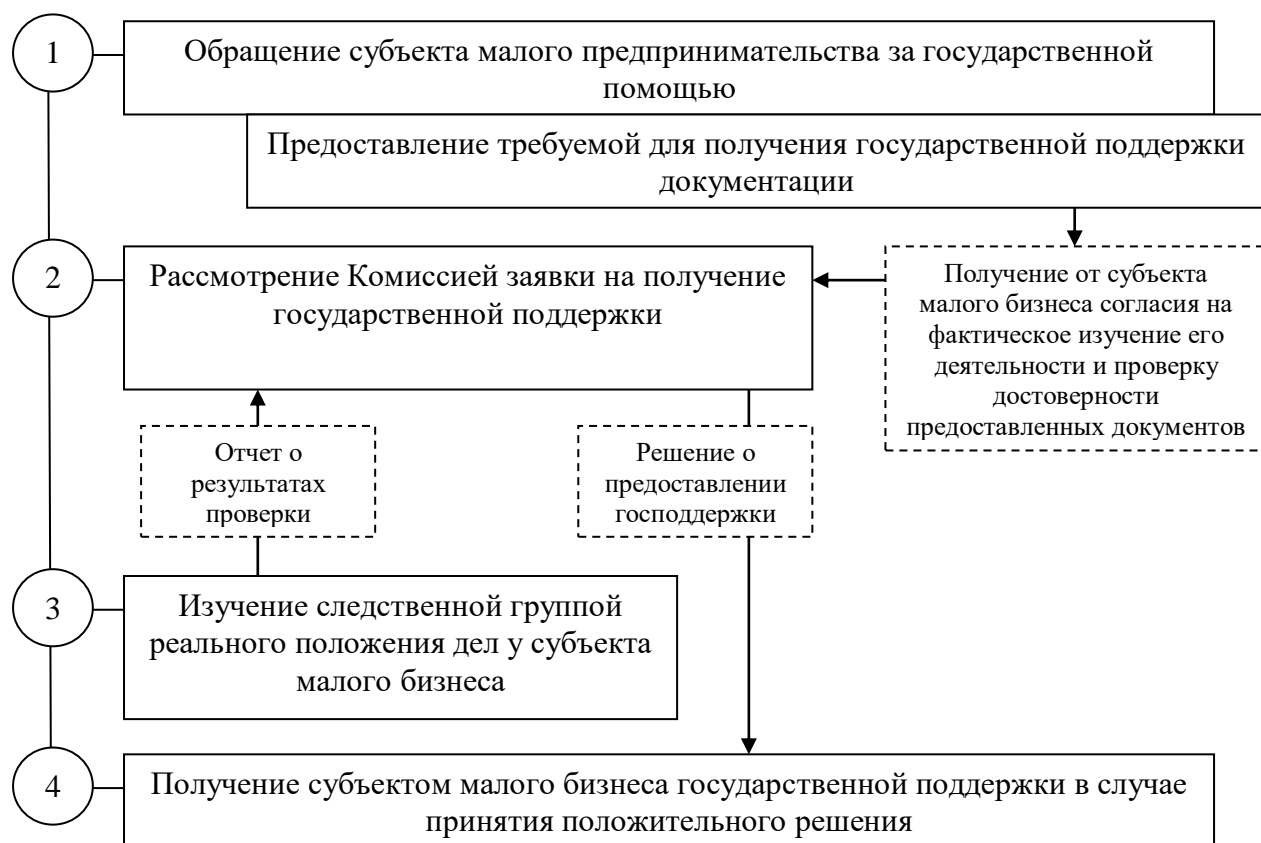 1
Обращение субъекта малого предпринимательства за государственной
помощью
Предоставление требуемой для получения государственной поддержки
документации
2
Рассмотрение Комиссией заявки на получение
государственной поддержки
Получение от субъекта
малого бизнеса согласия на
фактическое изучение его
деятельности и проверку
достоверности
предоставленных документов
Отчет о
результатах
проверки
Решение о
предоставлении
господдержки
3
Изучение следственной группой
реального положения дел у субъекта
малого бизнеса
4
Получение субъектом малого бизнеса государственной поддержки в случае
принятия положительного решения